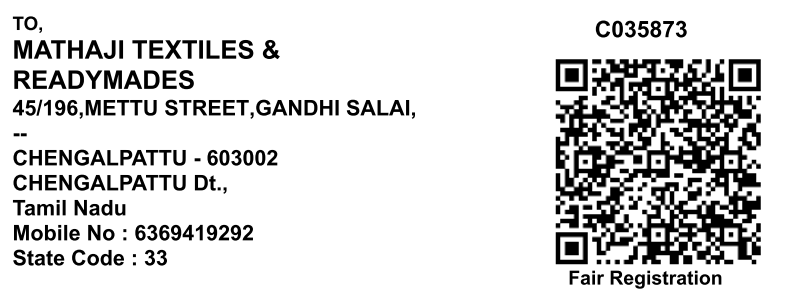 TO,
MATHAJI TEXTILES &
READYMADES
45/196,METTU STREET,GANDHI SALAI,
--
CHENGALPATTU - 603002
CHENGALPATTU Dt.,
Tamil Nadu
Mobile No : 6369419292
State Code : 33
C035873
Fair Registration